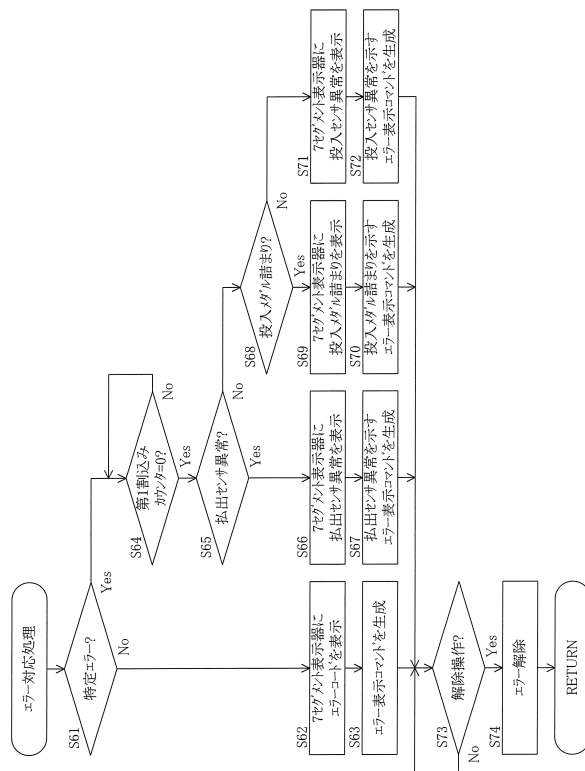 エラー対応処理
S61
特定エラー?
Yes
No
S62
7セグメント表示器に
エラーコードを表示
S63
エラー表示コマンドを生成
S64
第1割込み
カウンタ=0?
No
Yes
S65
払出センサ異常?
No
Yes
S66
7セグメント表示器に
払出センサ異常を表示
S67
払出センサ異常を示す
エラー表示コマンドを生成
S68
投入メダル詰まり?
No
Yes
S69
7セグメント表示器に
投入メダル詰まりを表示
S70
投入メダル詰まりを示す
エラー表示コマンドを生成
S71
7セグメント表示器に
投入センサ異常を表示
S72
投入センサ異常を示す
エラー表示コマンドを生成
S73
解除操作?
No
Yes
S74
エラー解除
RETURN